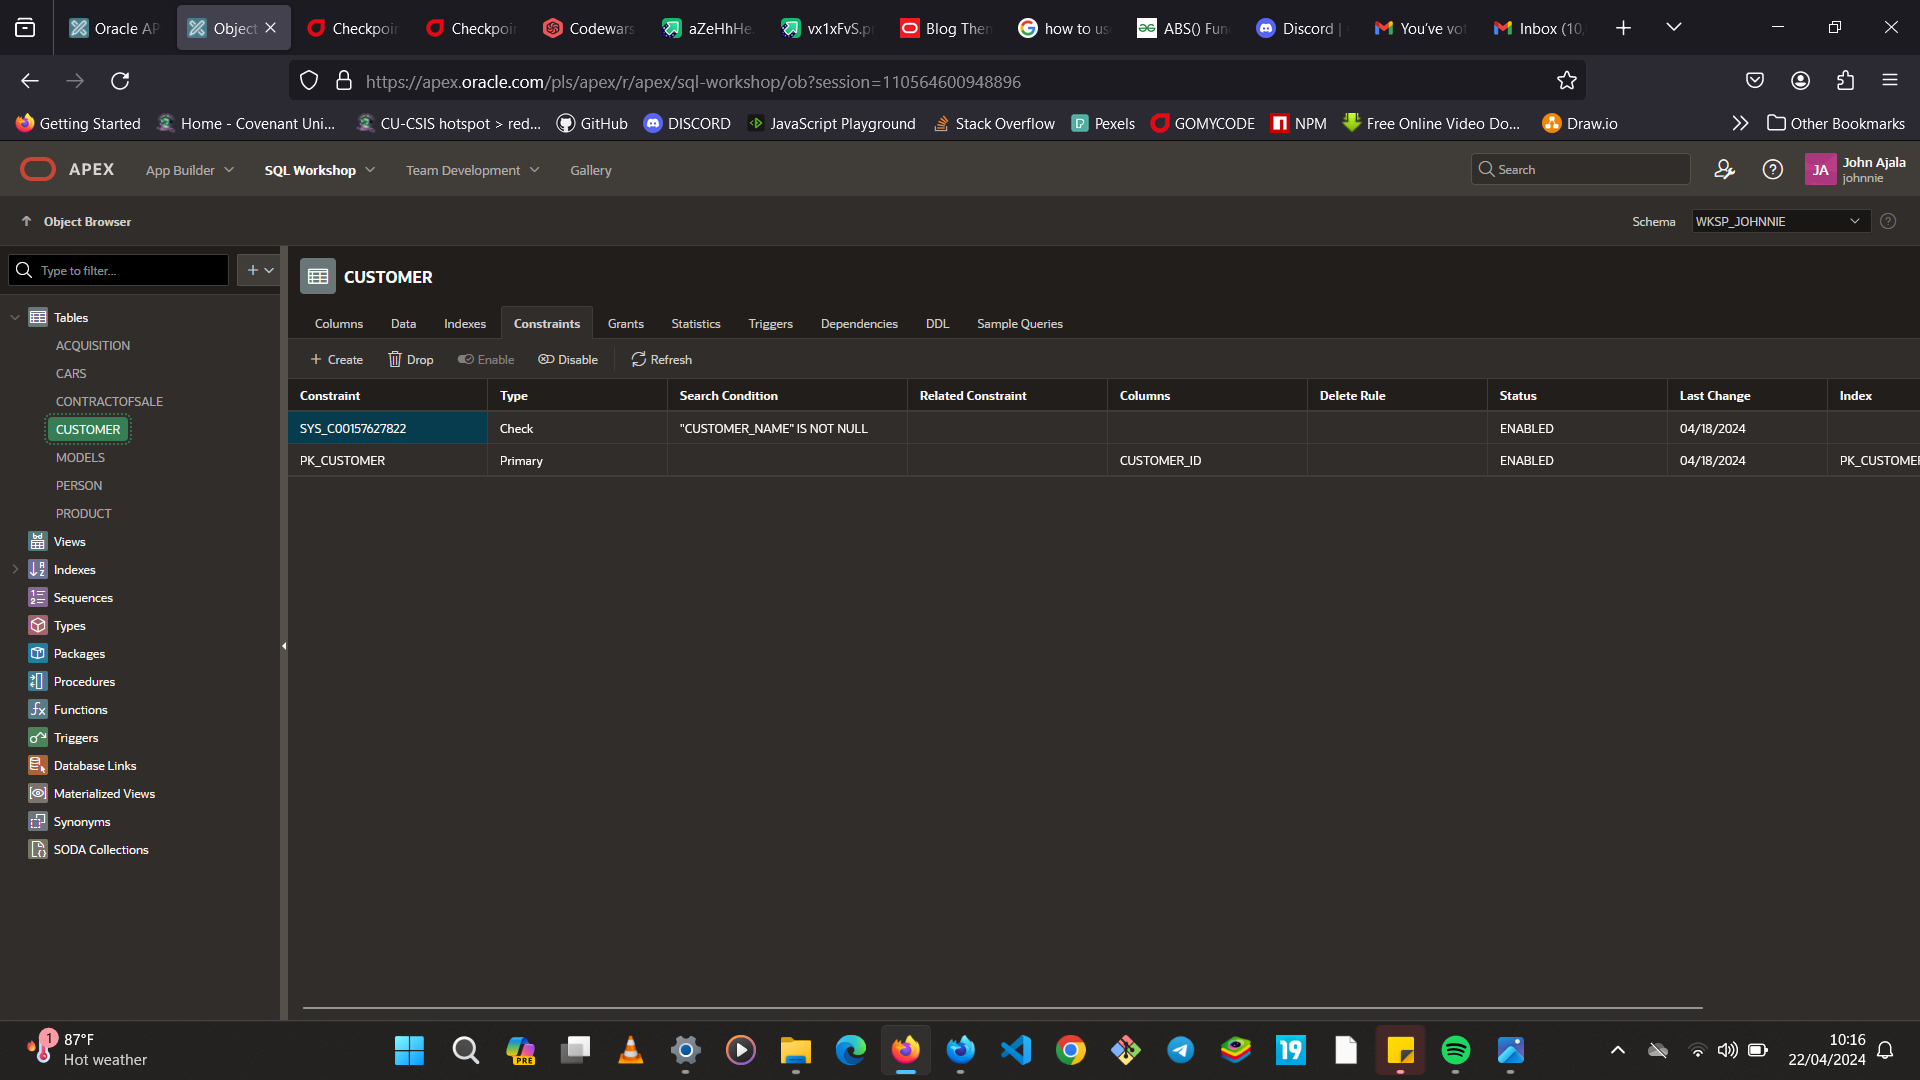 Oracle AP
Object
Checkpoin
Checkpoin
Codewars
aZeHhHe.
vx1xFvS.p
Blog Then
how to us
ABS() Fun
Discord |
You've vot
Inbox (10,
https://apex.oracle.com/pls/apex/r/apex/sql-workshop/ob?session=110564600948896
Getting Started
Home - Covenant Uni...
CU-CSIS hotspot > red...
GitHub
DISCORD
JavaScript Playground
Stack Overflow
Pexels
GOMYCODE
NPM
Free Online Video Do...
Draw.io
Other Bookmarks
APEX
App Builder
SQL Workshop
Team Development
Gallery
Search
JA
John Ajala
johnnie
Object Browser
Schema
WKSP_JOHNNIE
Type to filter...
Tables
ACQUISITION
CARS
CONTRACTOFSALE
CUSTOMER
MODELS
PERSON
PRODUCT
Views
Indexes
Sequences
Types
Packages
Procedures
Functions
Triggers
Database Links
Materialized Views
Synonyms
SODA Collections
CUSTOMER
Columns
Data
Indexes
Constraints
Grants
Statistics
Triggers
Dependencies
DDL
Sample Queries
Create
Drop
Enable
Disable
Refresh
Constraint Type Search Condition Related Constraint Columns Delete Rule Status Last Change Index
SYS_C00157627822 Check "CUSTOMER_NAME" IS NOT NULL ENABLED 04/18/2024
PK_CUSTOMER Primary CUSTOMER_ID ENABLED 04/18/2024 PK_CUSTOMER
1
87°F
Hot weather
PRE
19
10:16
22/04/2024